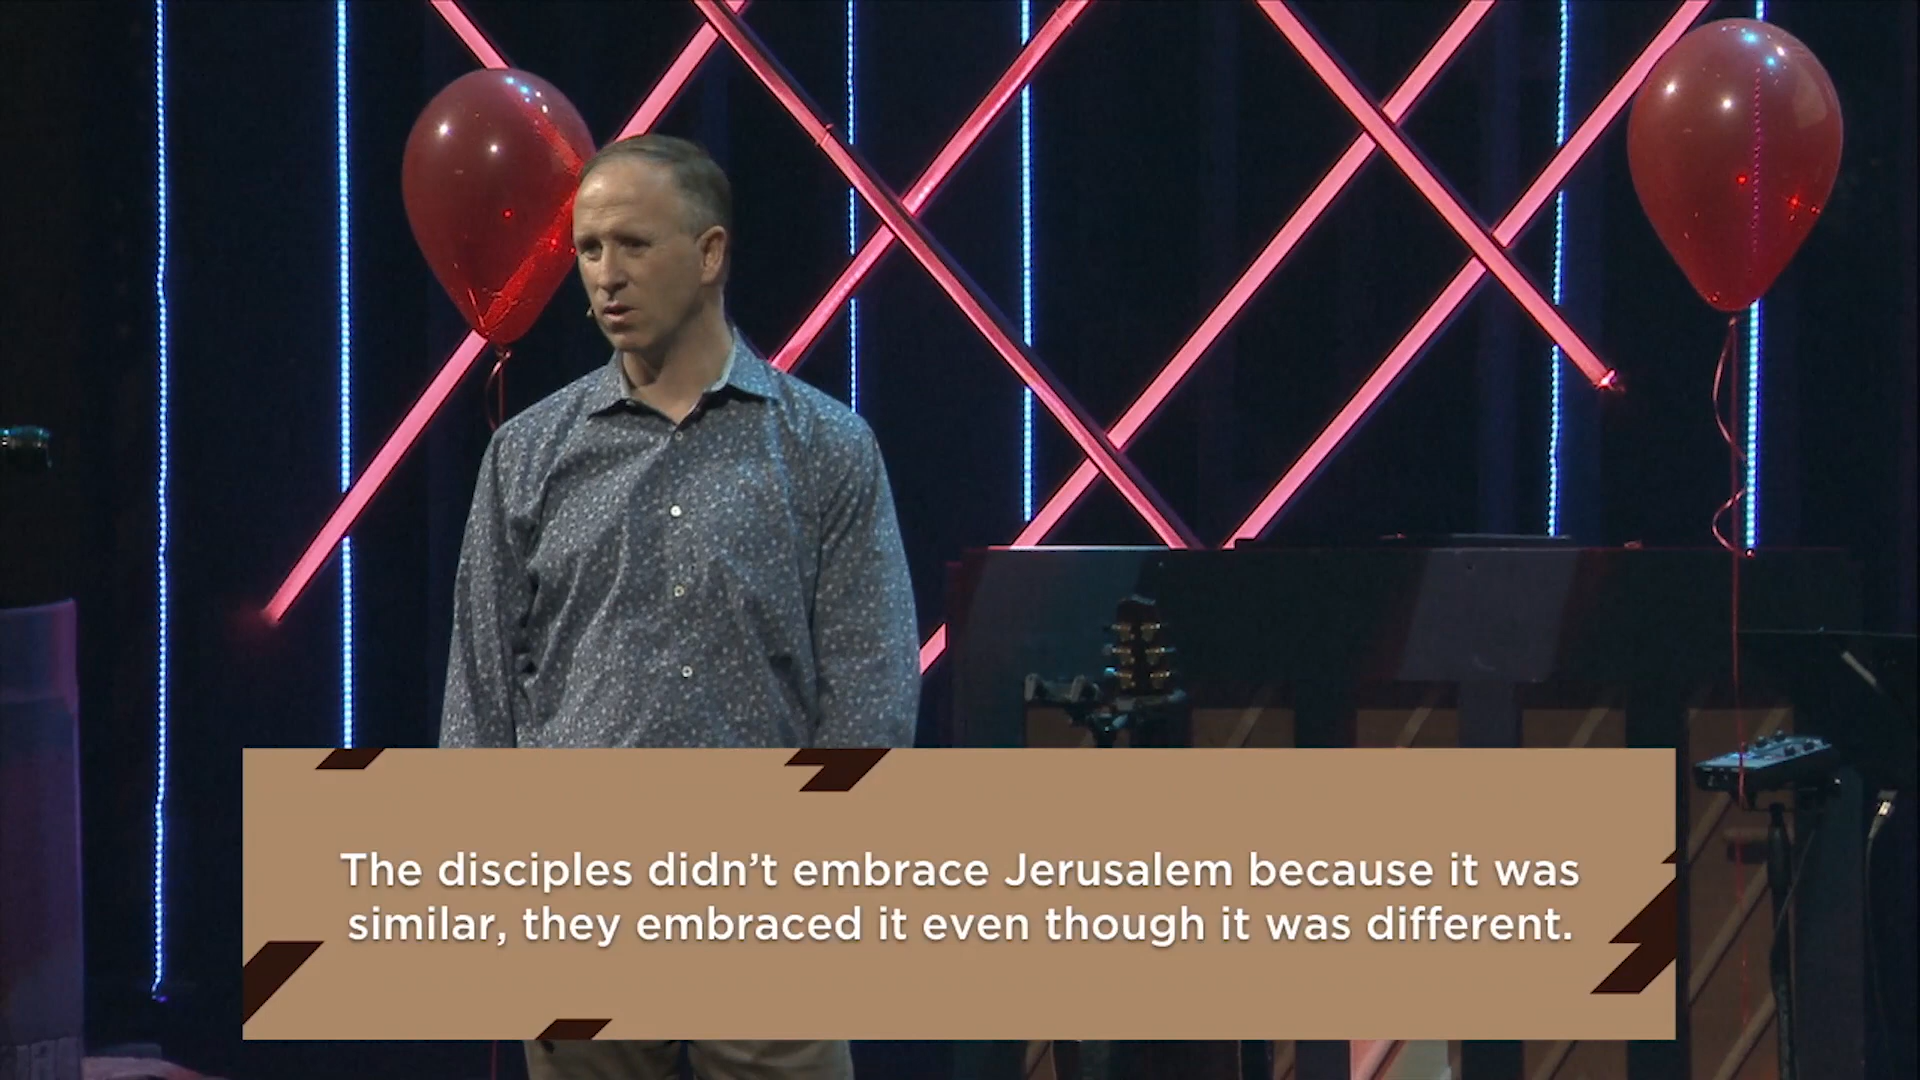 The disciples didn’t embrace Jerusalem because it was
similar, they embraced it even though it was different.